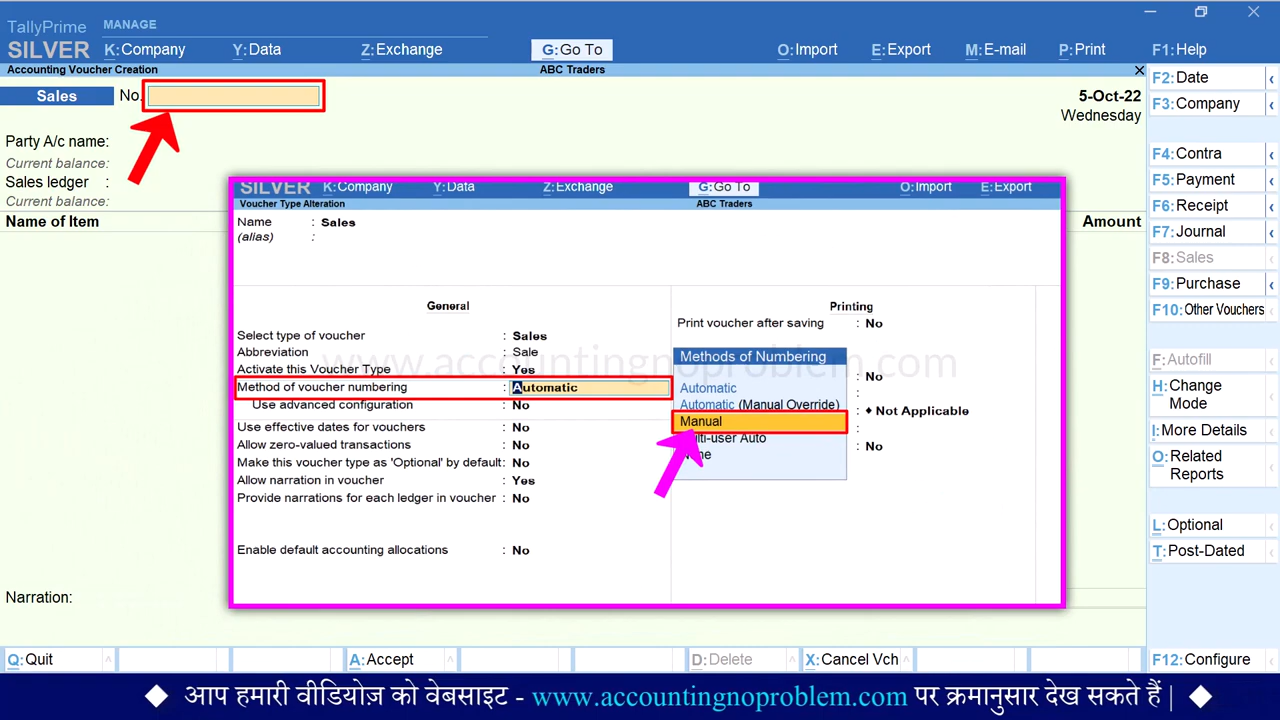 TallyPrime MANAGE
SILVER K:Company Y:Data Z:Exchange G:Go To O:Import E:Export M:E-mail P:Print F1:Help
Accounting Voucher Creation ABC Traders
Sales No. 5-Oct-22
Wednesday
Party A/c name:
Current balance:
Sales ledger :
Current balance:
Name of Item Amount
SILVER K:Company Y:Data Z:Exchange G:Go To O:Import E:Export
Voucher Type Alteration ABC Traders
Name : Sales
(alias) :
General Printing
Select type of voucher : Sales
Abbreviation : Sale
Activate this Voucher Type : Yes
Method of voucher numbering : Automatic
Use advanced configuration : No
Use effective dates for vouchers : No
Allow zero-valued transactions : No
Make this voucher type as 'Optional' by default : No
Allow narration in voucher : Yes
Provide narrations for each ledger in voucher : No
Enable default accounting allocations : No
Print voucher after saving : No
Methods of Numbering
: No
Automatic
:
Automatic (Manual Override)
♦ Not Applicable
Manual
:
: No
www.accountingnoproblem.com
Narration:
F2:Date
F3:Company
F4:Contra
F5:Payment
F6:Receipt
F7:Journal
F8:Sales
F9:Purchase
F10:Other Vouchers
F:Autofill
H:Change
Mode
I:More Details
O:Related
Reports
L:Optional
T:Post-Dated
Q:Quit A:Accept D:Delete X:Cancel Vch F12:Configure
आप हमारी वीडियोज़ को वेबसाइट - www.accountingnoproblem.com पर क्रमानुसार देख सकते हैं |